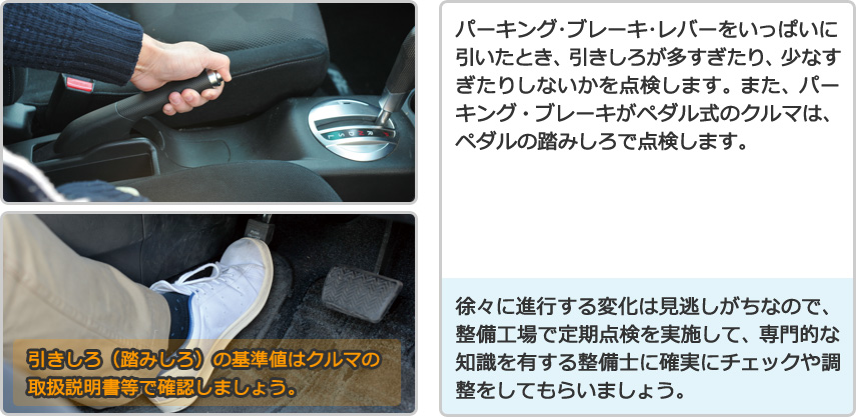 パーキング・ブレーキ・レバーをいっぱいに
引いたとき、引きしろが多すぎたり、少なす
ぎたりしないかを点検します。また、パー
キング・ブレーキがペダル式のクルマは、
ペダルの踏みしろで点検します。
引きしろ（踏みしろ）の基準値はクルマの
取扱説明書等で確認しましょう。
徐々に進行する変化は見逃しがちなので、
整備工場で定期点検を実施して、専門的な
知識を有する整備士に確実にチェックや調
整をしてもらいましょう。